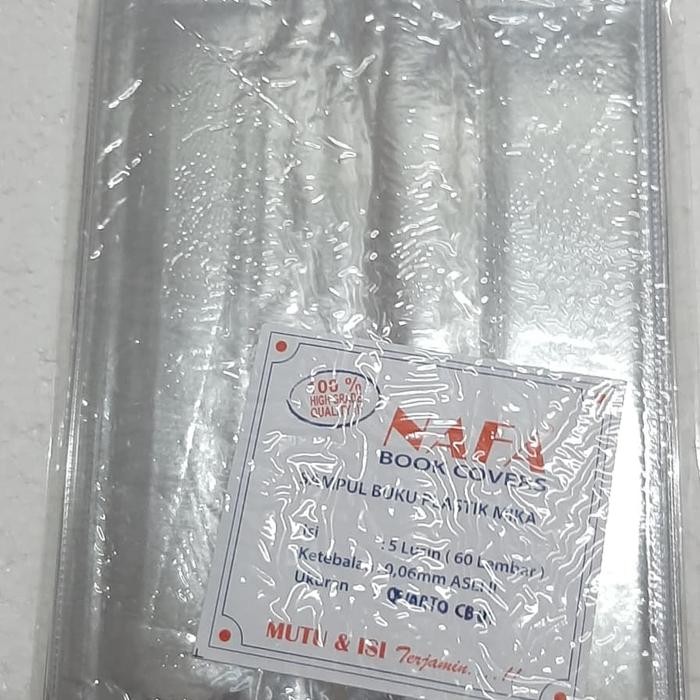 100 %
HIGH GRADE
QUALITY
NAFA
BOOK COVERS
SAMPUL BUKU PLASTIK MIKA
Isi : 5 Lusin ( 60 Lembar )
Ketebalan : 0,06mm ASELI
Ukuran QUARTO CB
MUTU & ISI Terjamin. . .!!